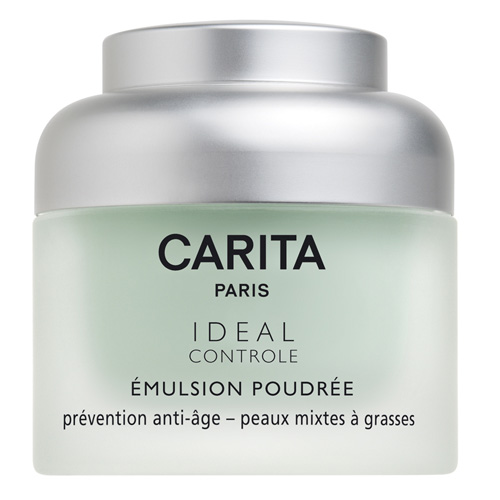 CARITA
PARIS
IDEAL
CONTROLE
ÉMULSION POUDRÉE
prévention anti-âge – peaux mixtes à grasses